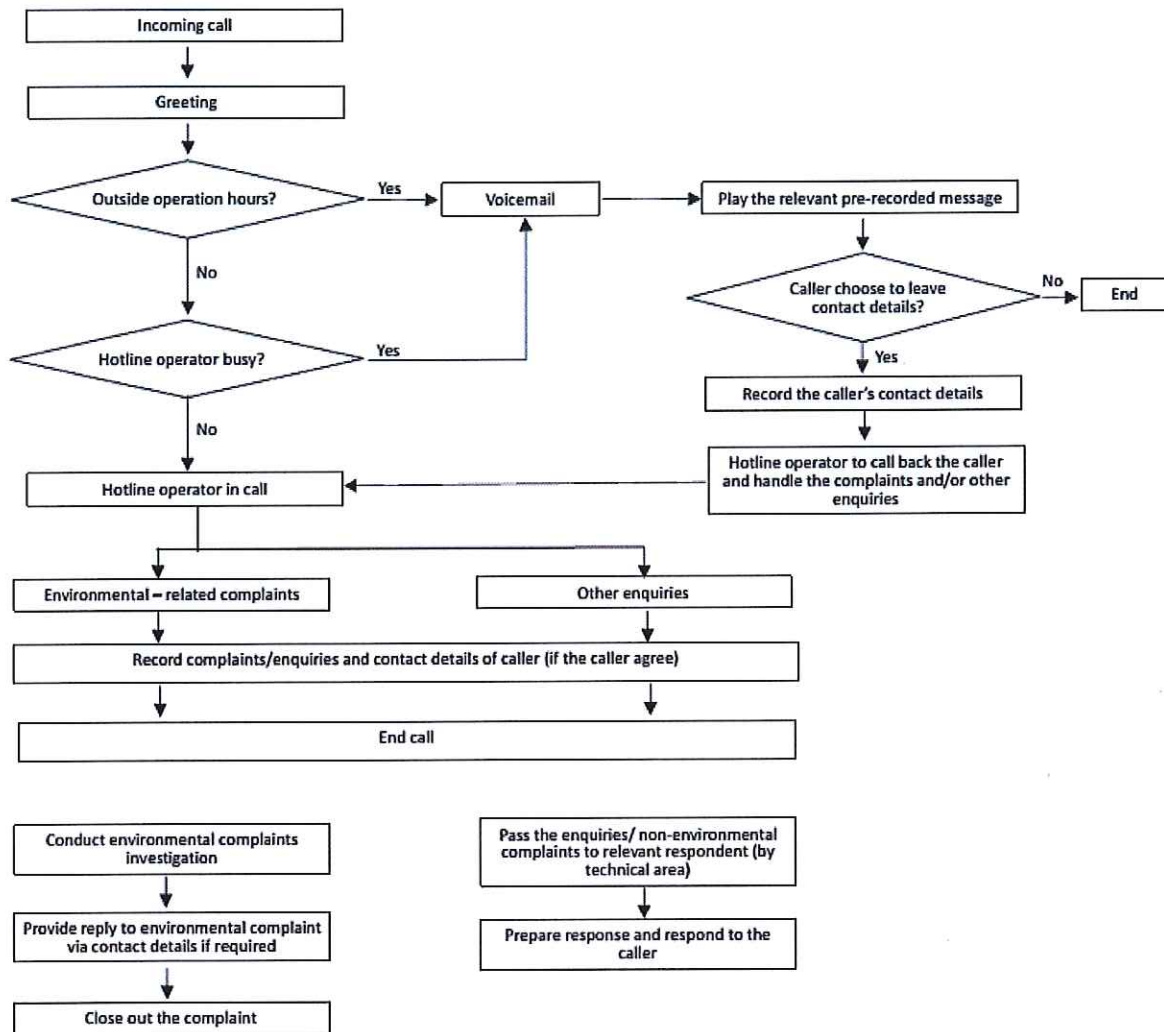 Incoming call
Greeting
Outside operation hours?
Yes
Voicemail
Play the relevant pre-recorded message
No
Caller choose to leave
contact details?
No
End
Hotline operator busy?
Yes
Yes
Record the caller's contact details
No
Hotline operator in call
Hotline operator to call back the caller
and handle the complaints and/or other
enquiries
Environmental – related complaints
Other enquiries
Record complaints/enquiries and contact details of caller (if the caller agree)
End call
Conduct environmental complaints
investigation
Provide reply to environmental complaint
via contact details if required
Close out the complaint
Pass the enquiries/ non-environmental
complaints to relevant respondent (by
technical area)
Prepare response and respond to the
caller